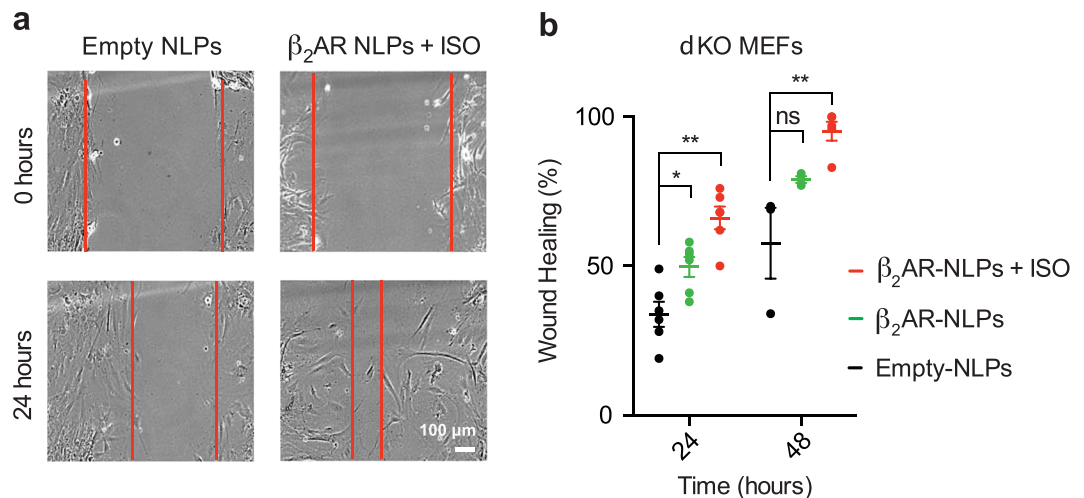 a
Empty NLPs
β₂AR NLPs + ISO
0 hours
24 hours
100 µm
b
dKO MEFs
Wound Healing (%)
100
50
0
*
**
ns
**
24
48
Time (hours)
β₂AR-NLPs + ISO
β₂AR-NLPs
Empty-NLPs